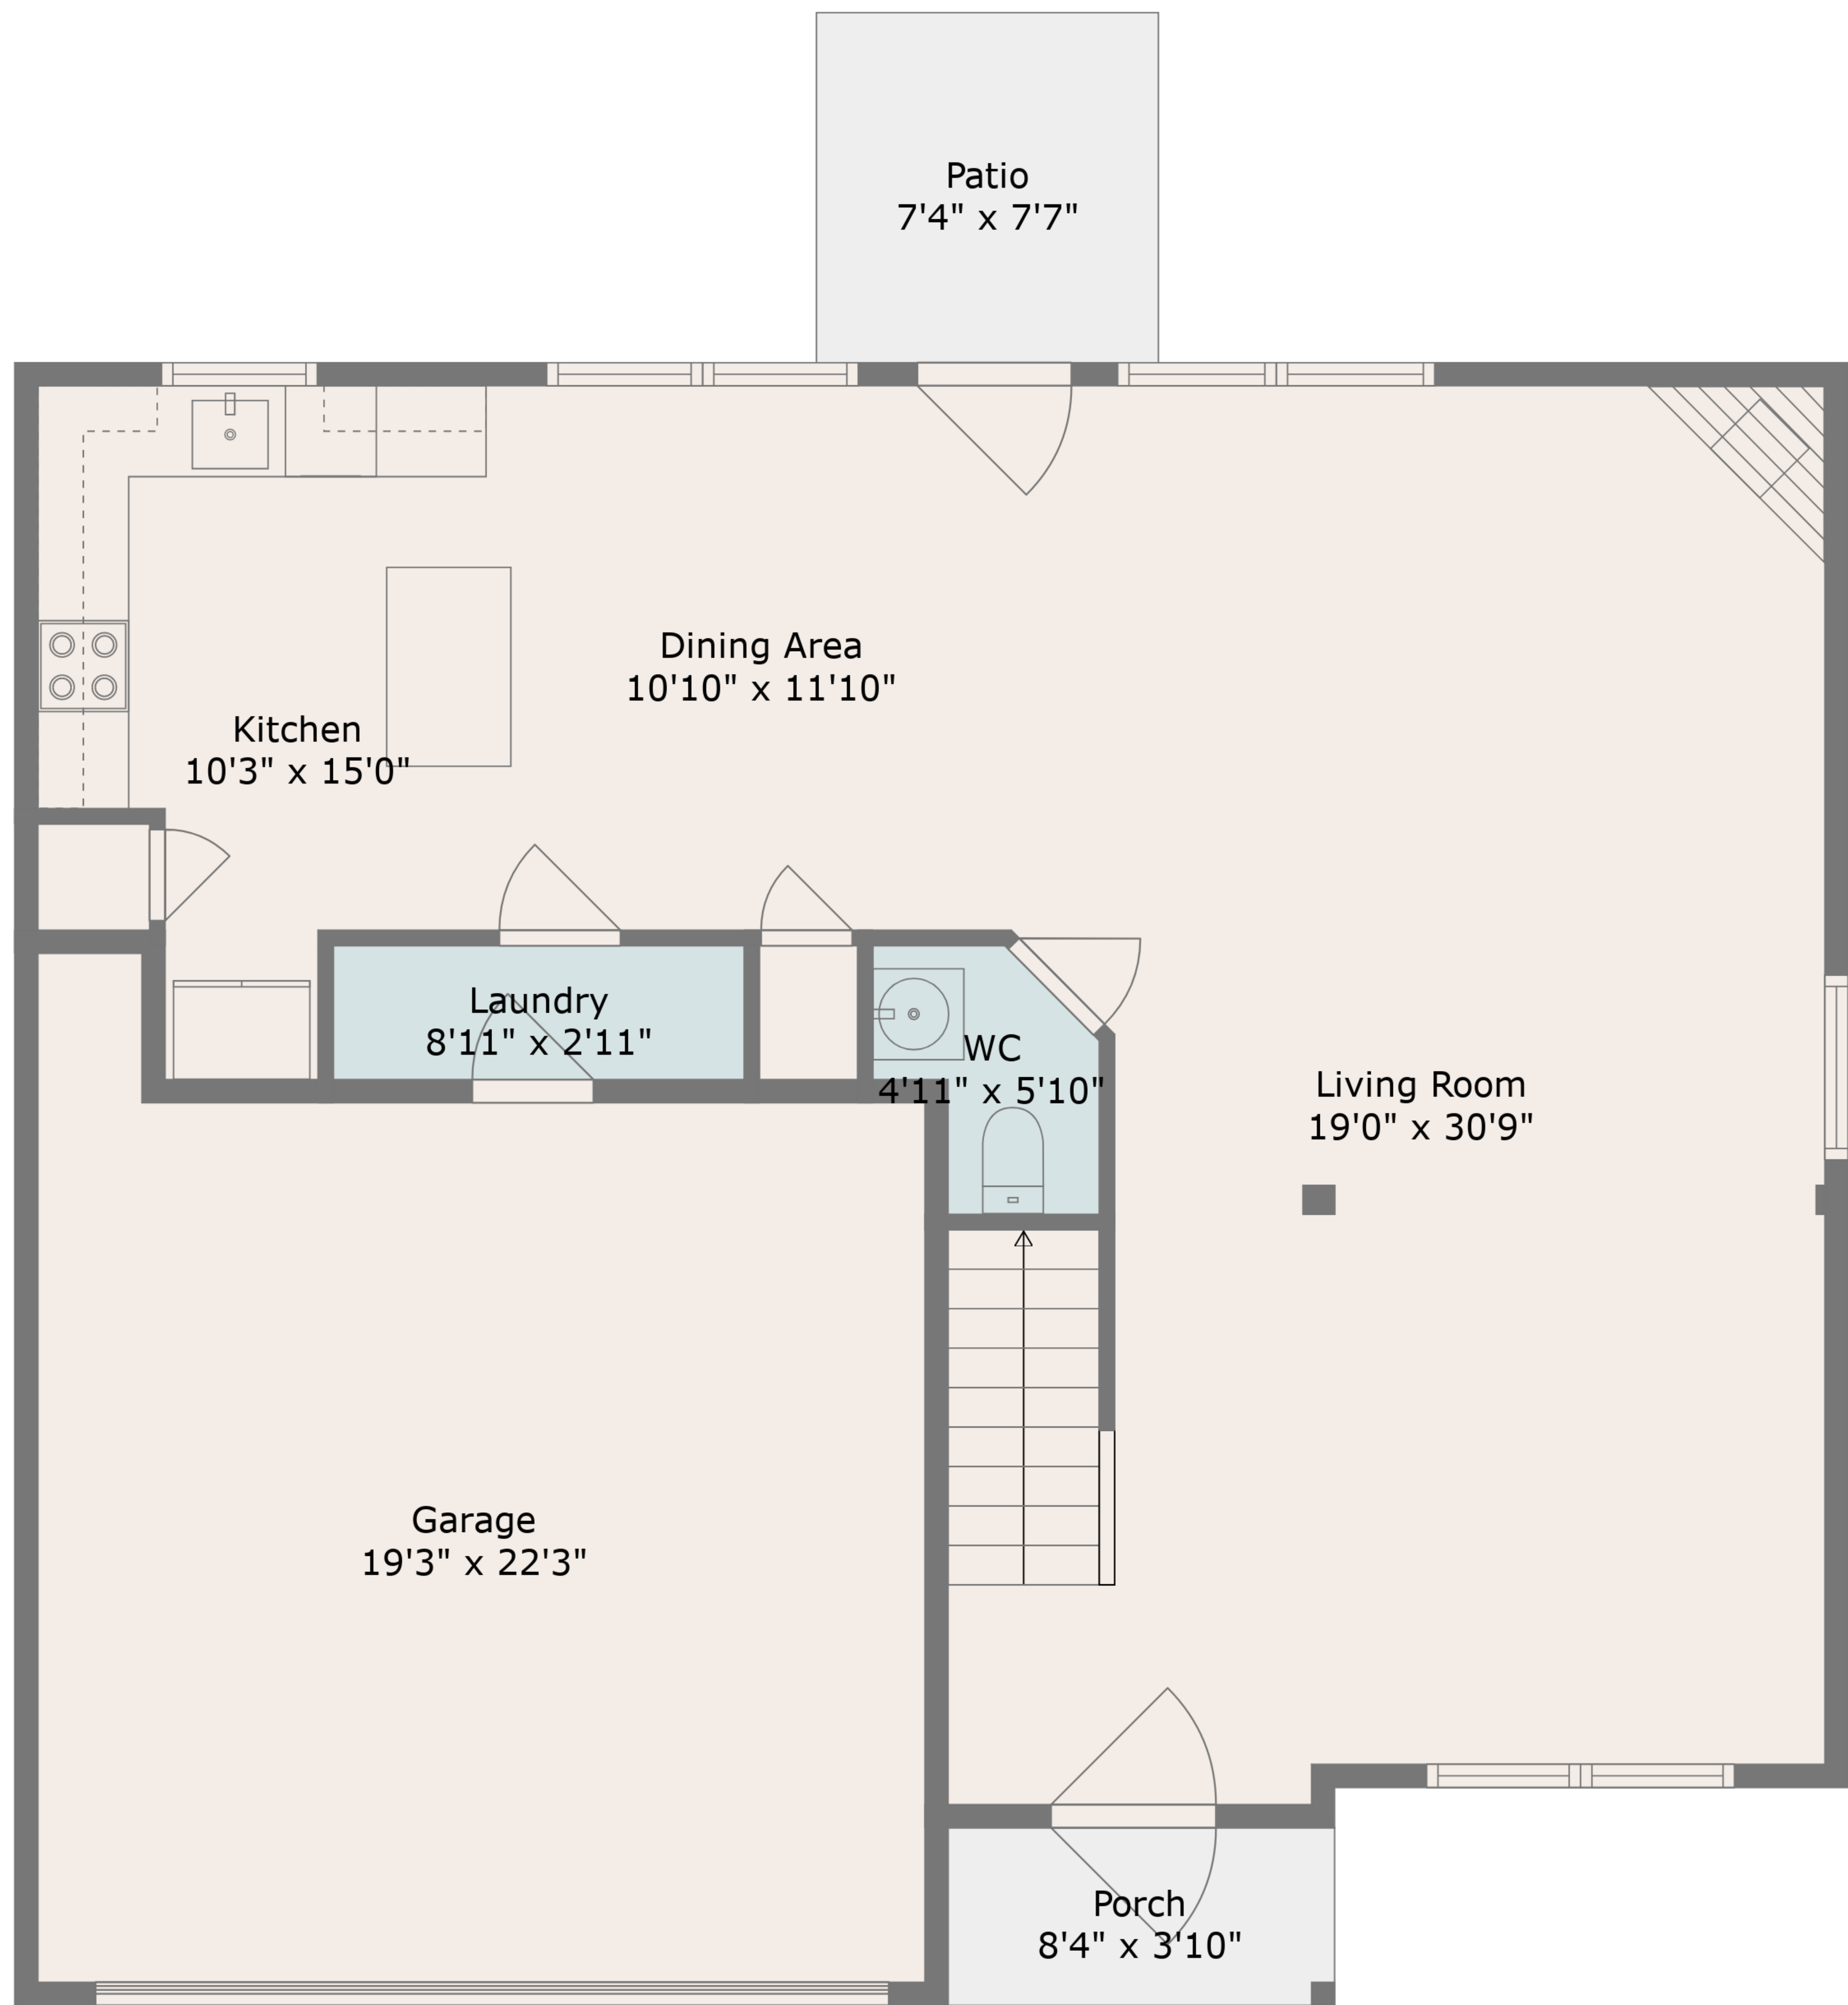 Patio
7'4" x 7'7"
Dining Area
10'10" x 11'10"
Kitchen
10'3" x 15'0"
Laundry
8'11" x 2'11"
WC
4'11" x 5'10"
Living Room
19'0" x 30'9"
Garage
19'3" x 22'3"
Porch
8'4" x 3'10"